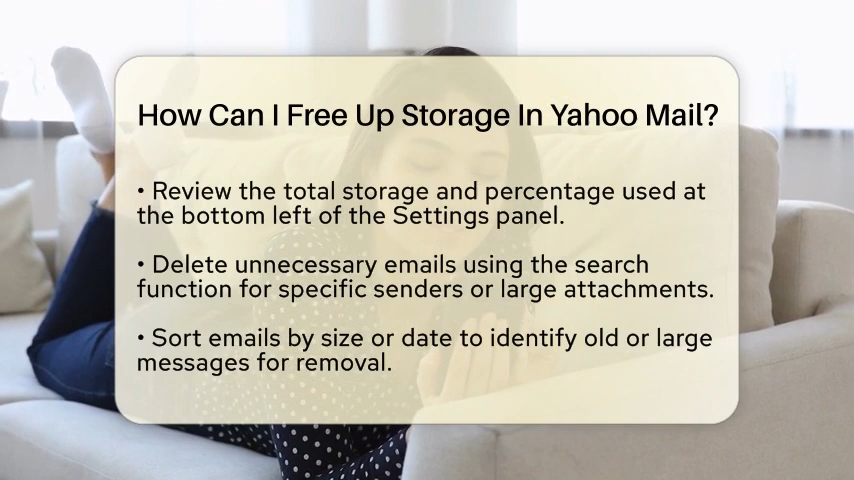 How Can I Free Up Storage In Yahoo Mail?
• Review the total storage and percentage used at
the bottom left of the Settings panel.
• Delete unnecessary emails using the search
function for specific senders or large attachments.
• Sort emails by size or date to identify old or large
messages for removal.